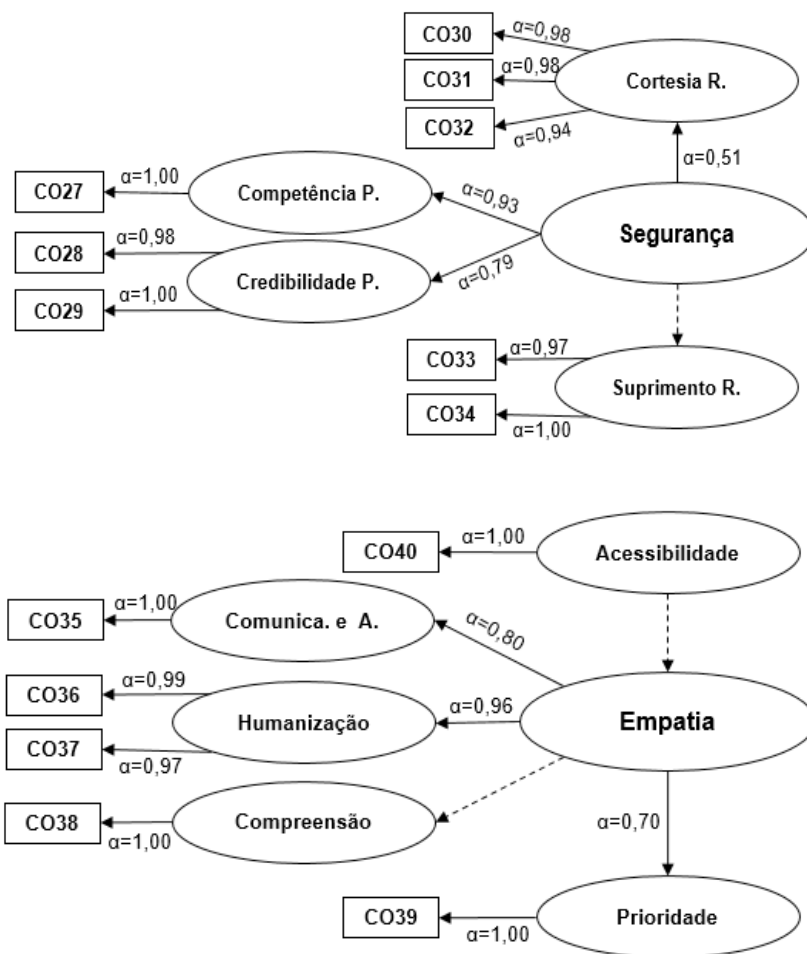 CO30
α=0,98
CO31
α=0,98
Cortesia R.
CO32
α=0,94
α=0,51
CO27
α=1,00
Competência P.
α=0,93
Segurança
CO28
α=0,98
Credibilidade P.
α=0,79
CO29
α=1,00
CO33
α=0,97
Suprimento R.
CO34
α=1,00
CO40
α=1,00
Acessibilidade
CO35
α=1,00
Comunica. e A.
α=0,80
CO36
α=0,99
Humanização
α=0,96
Empatia
CO37
α=0,97
CO38
α=1,00
Compreensão
α=0,70
CO39
α=1,00
Prioridade